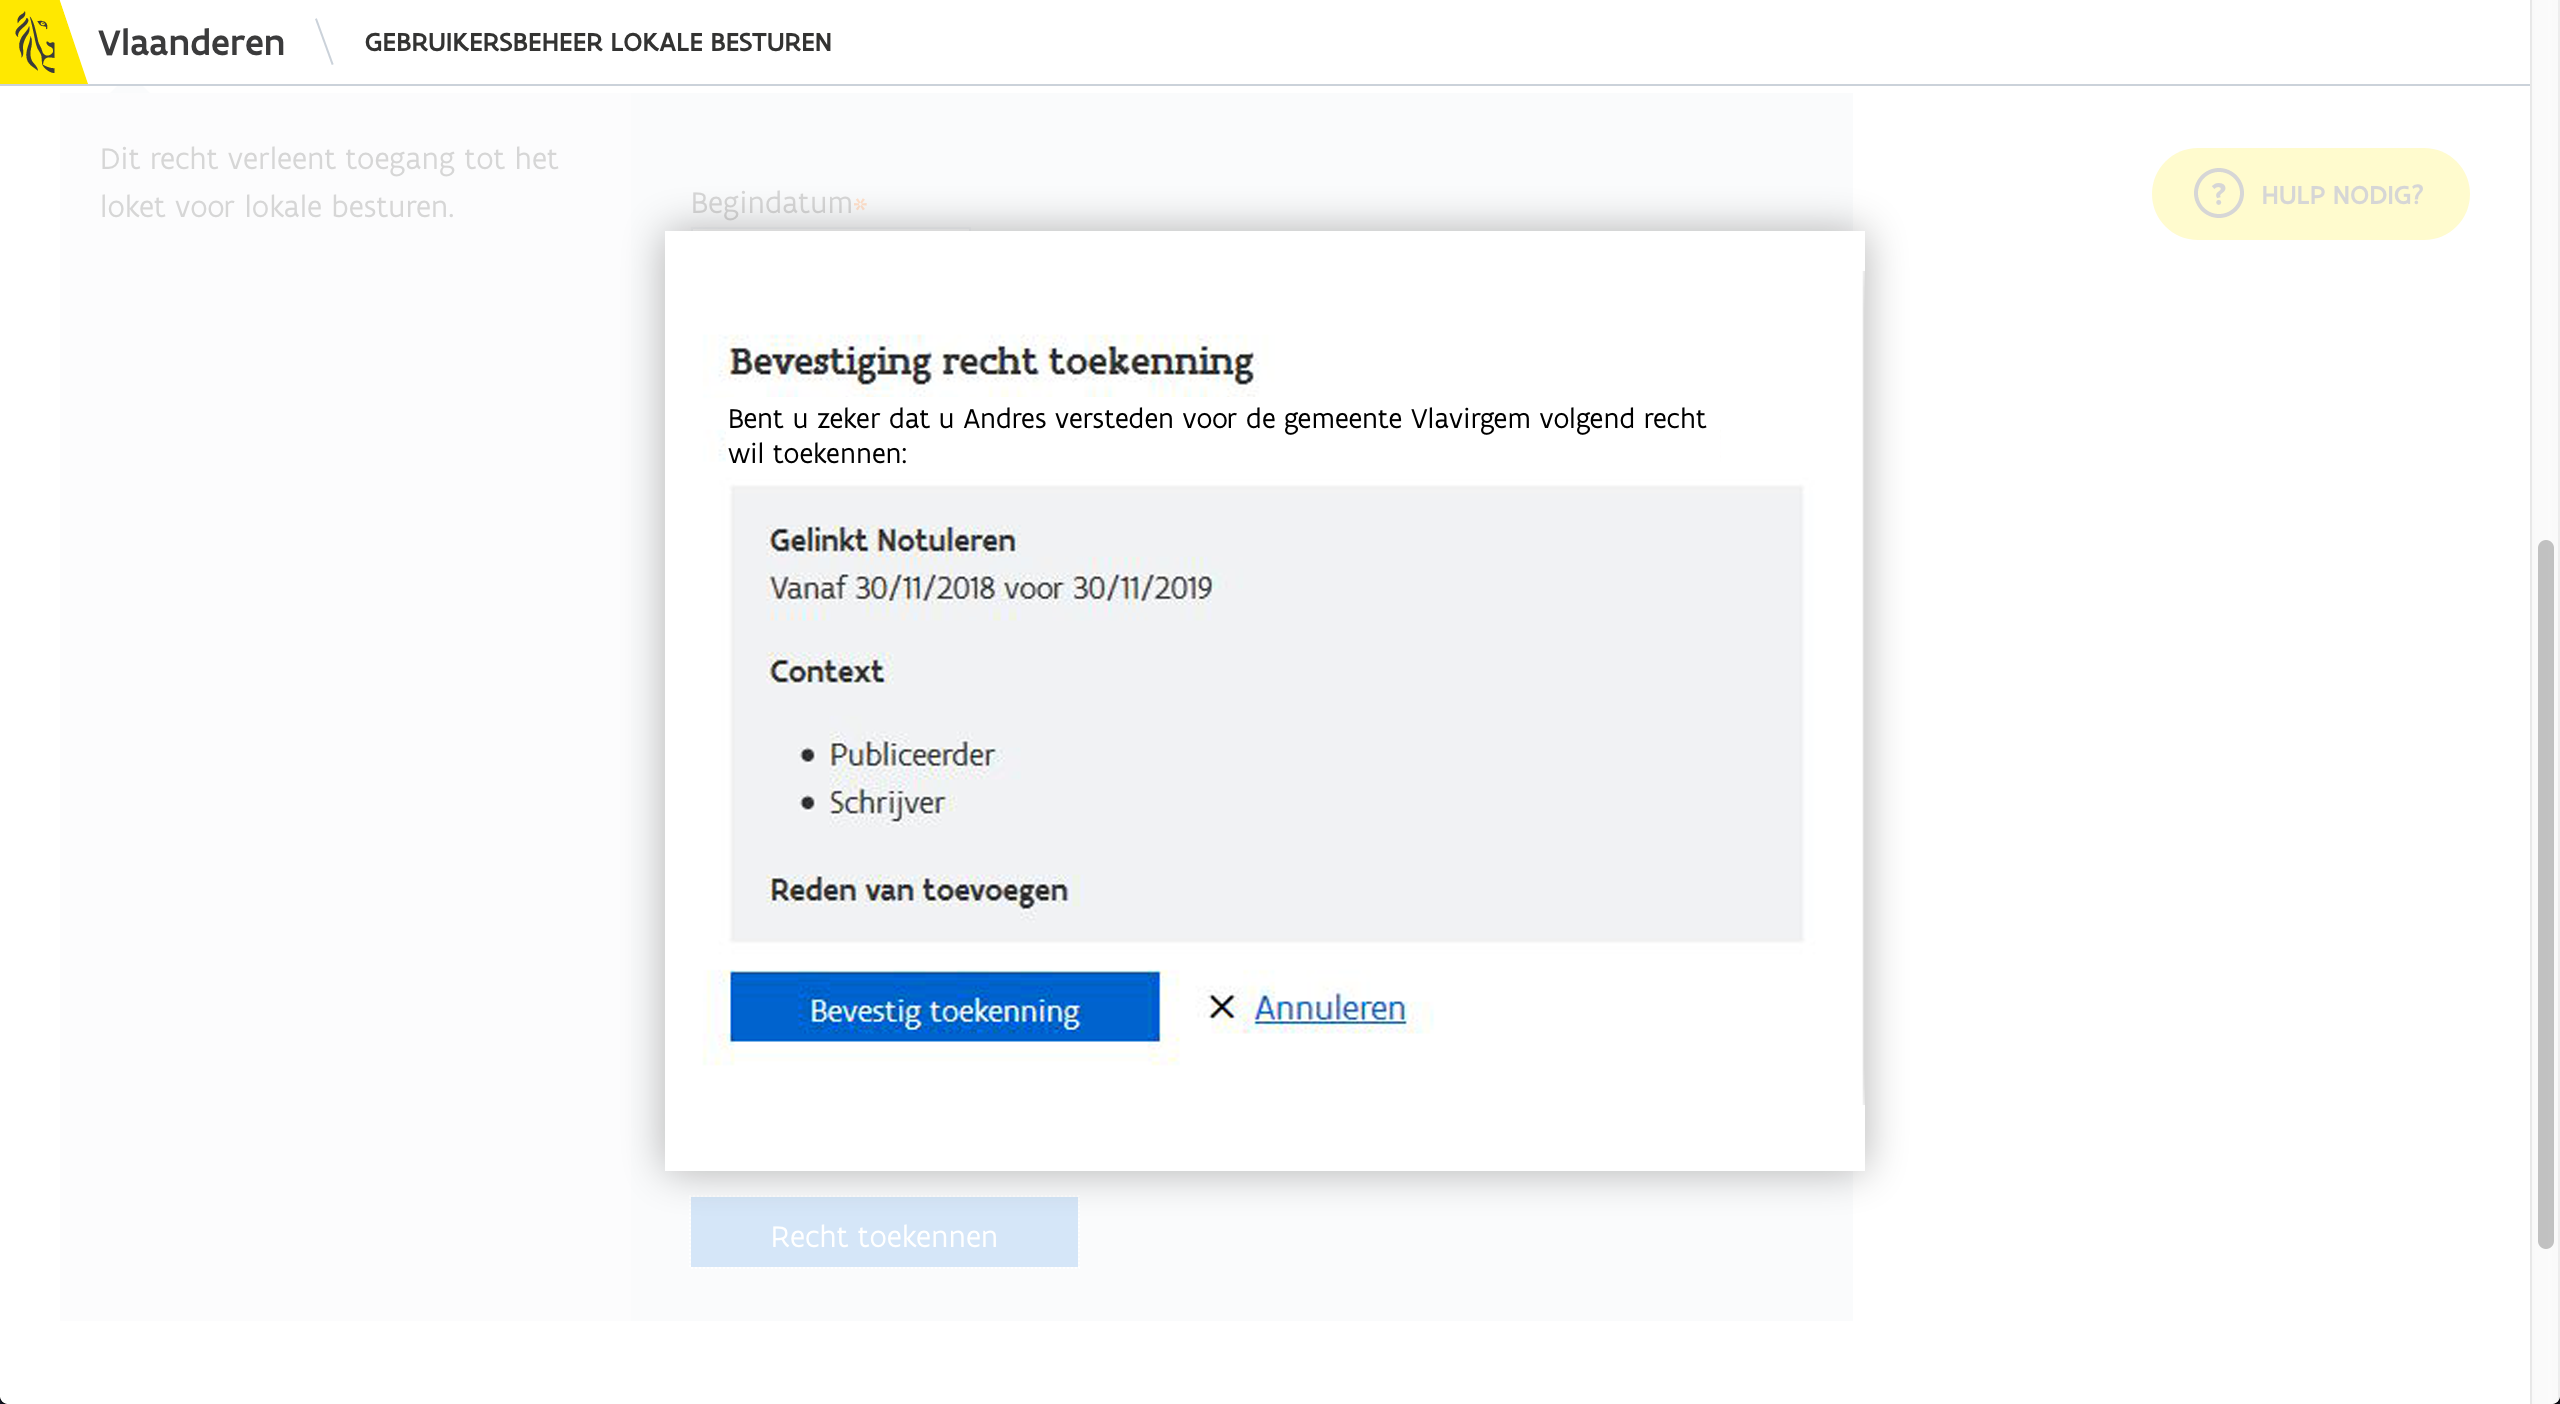 Vlaanderen
GEBRUIKERSBEHEER LOKALE BESTUREN
Dit recht verleent toegang tot het
loket voor lokale besturen.
Begindatum*
? HULP NODIG?
Bevestiging recht toekenning
Bent u zeker dat u Andres versteden voor de gemeente Vlavirgem volgend recht
wil toekennen:
Gelinkt Notuleren
Vanaf 30/11/2018 voor 30/11/2019
Context
• Publiceerder
• Schrijver
Reden van toevoegen
Bevestig toekenning
× Annuleren
Recht toekennen